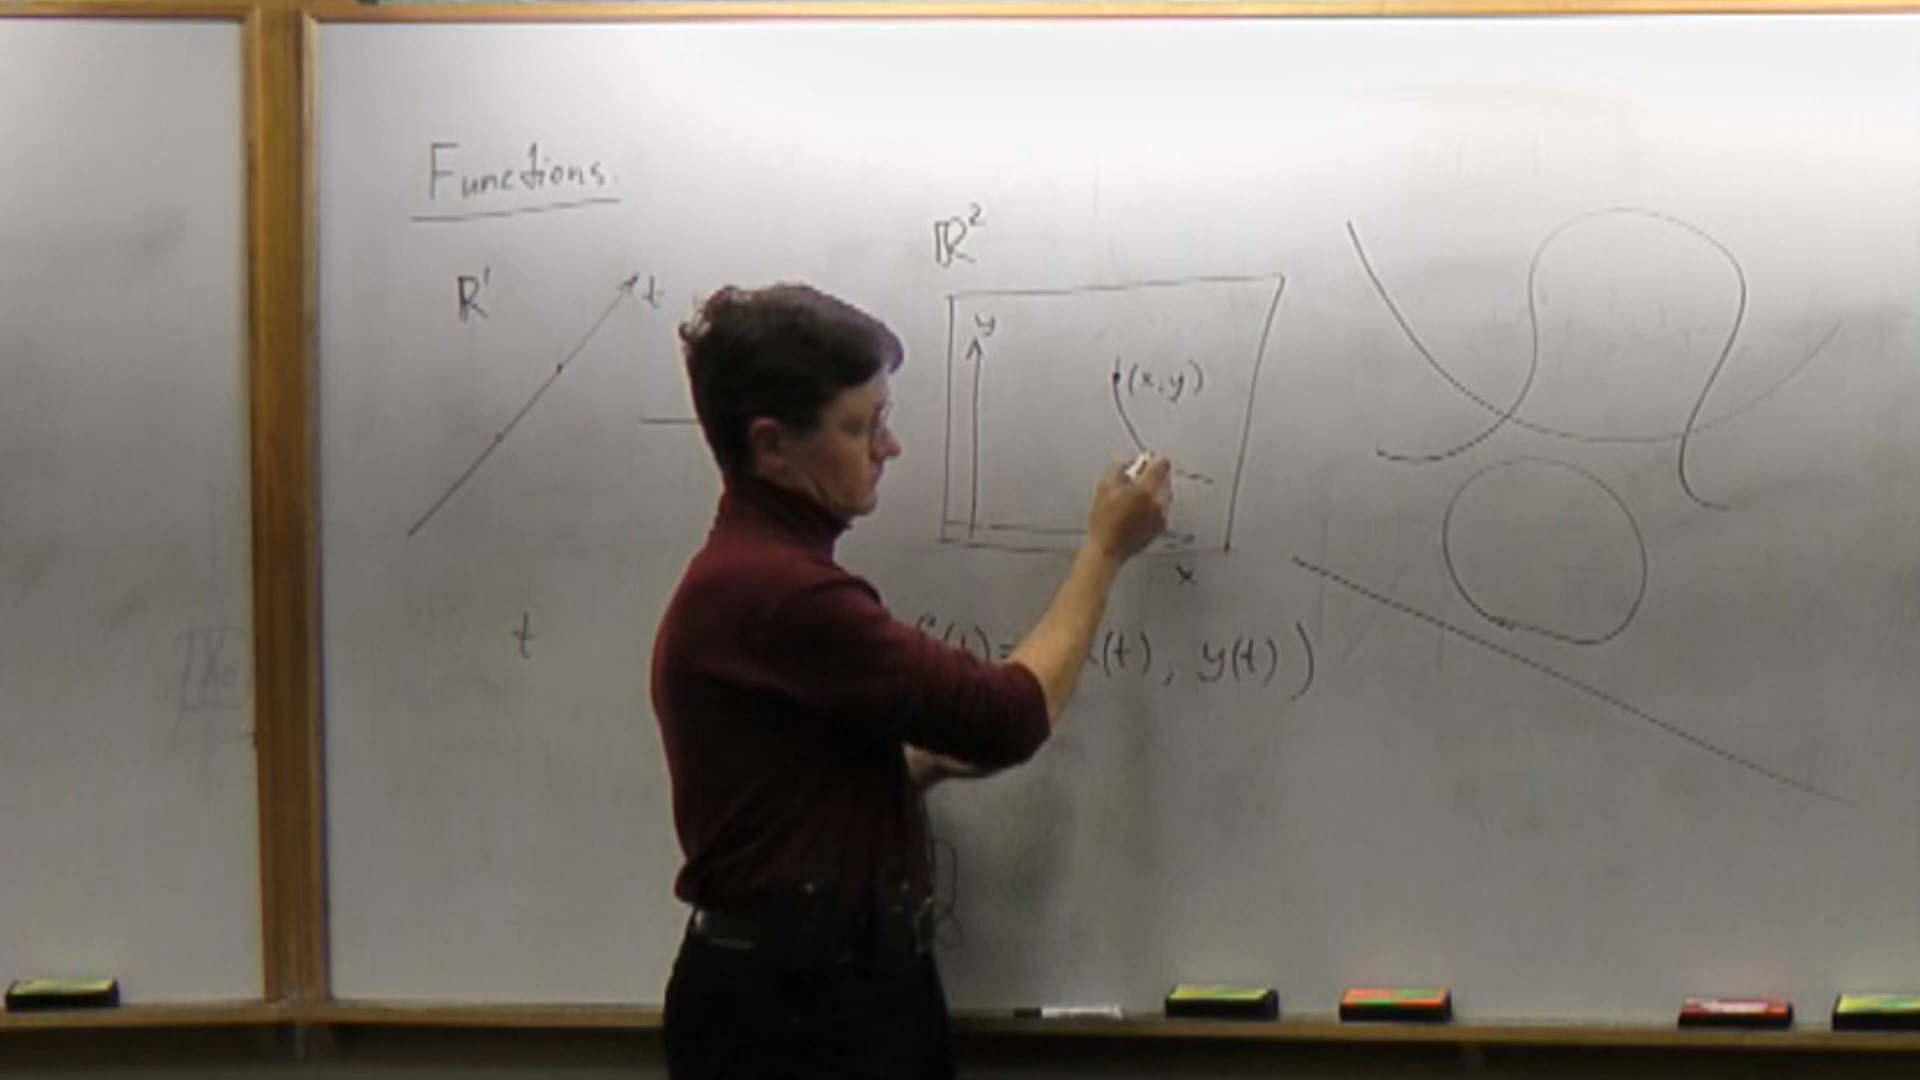 Functions.
R¹
t
R²
y
(x,y)
x
t
(t)= x(t), y(t))